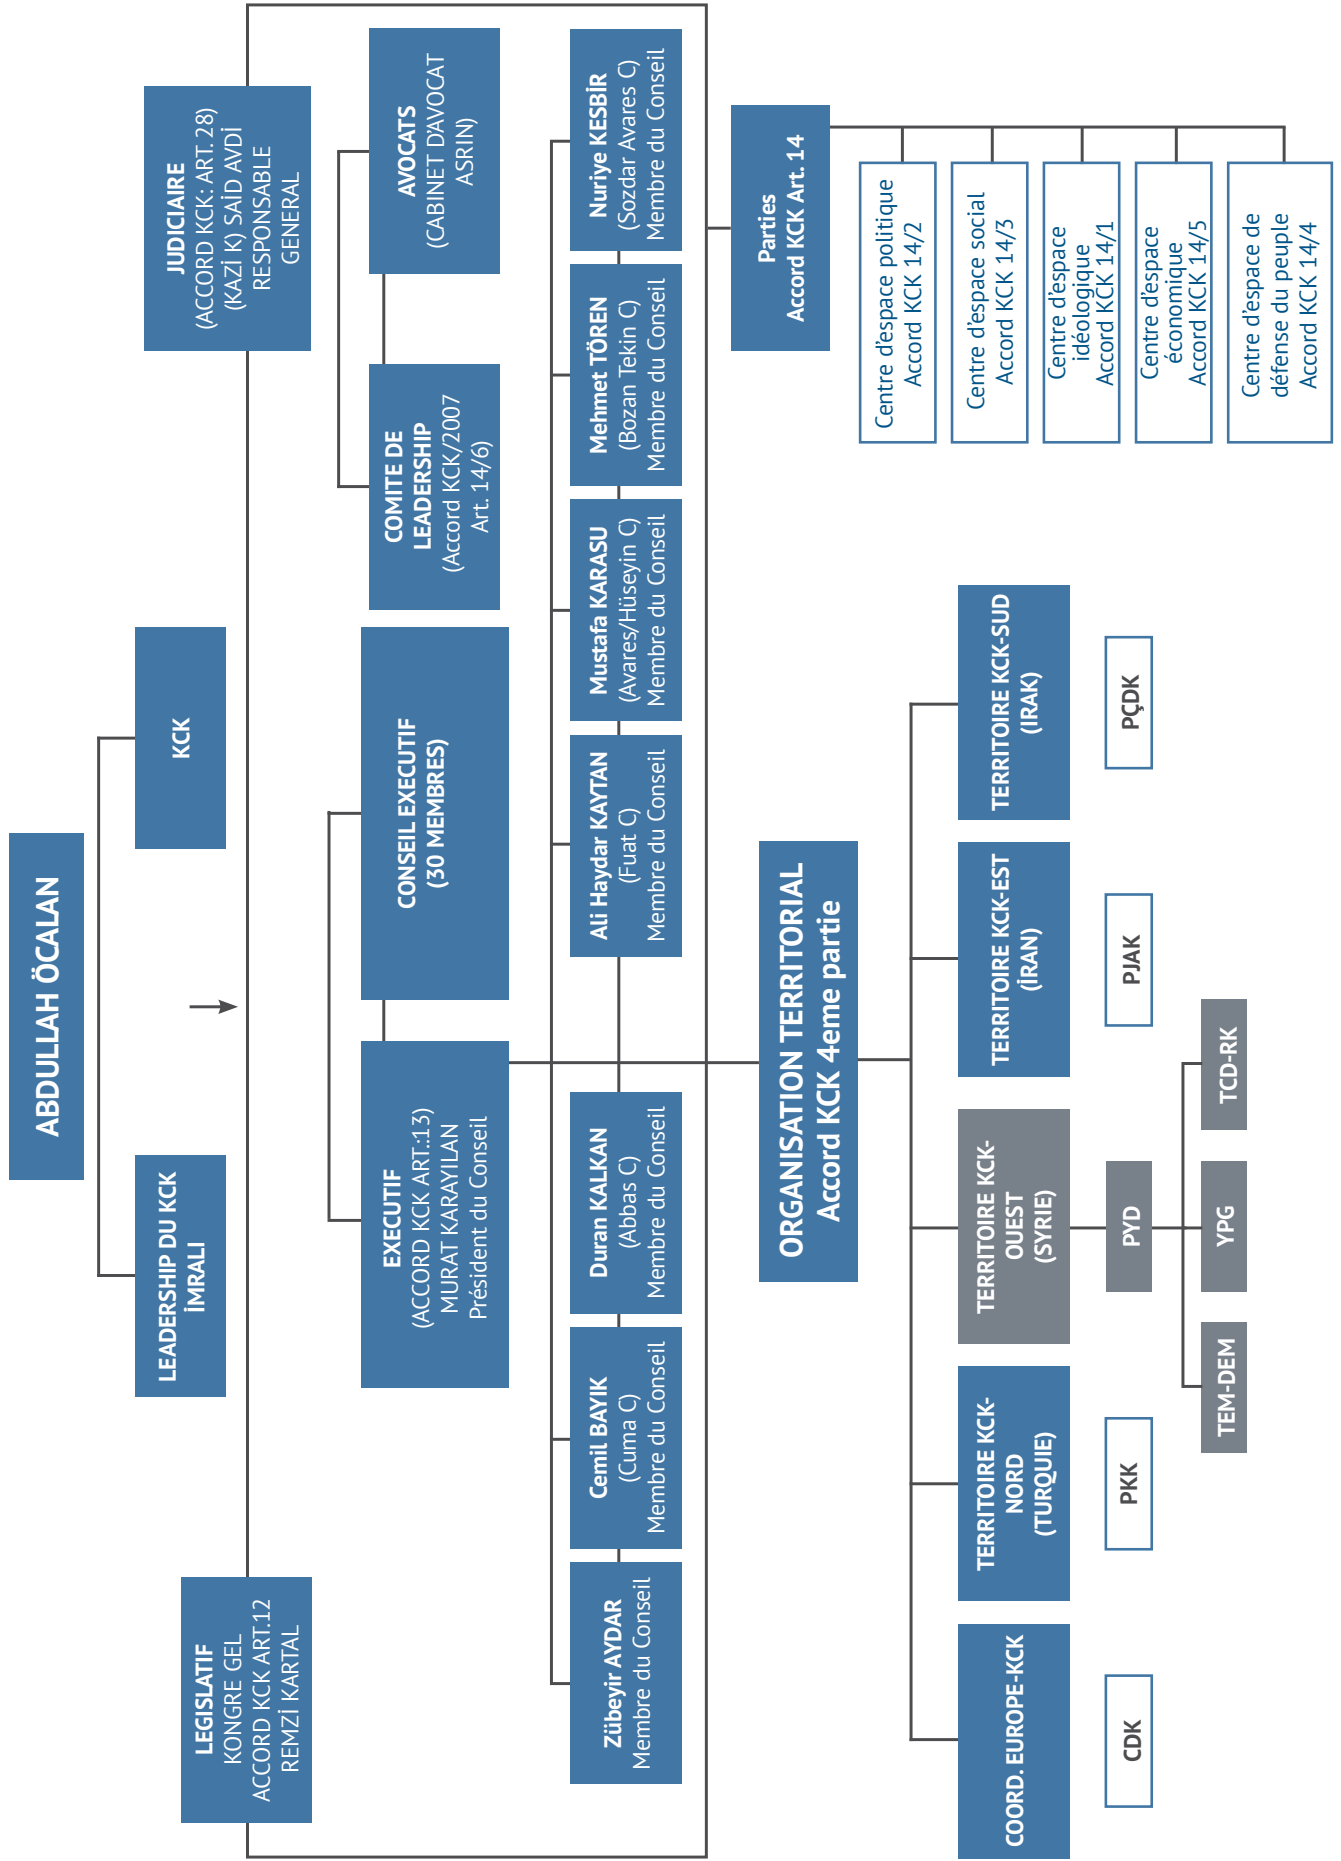 ABDULLAH ÖCALAN
LEADERSHIP DU KCK
İMRALI
KCK
LEGISLATIF
KONGRE GEL
ACCORD KCK ART.12
REMZİ KARTAL
JUDICIAIRE
(ACCORD KCK: ART.28)
(KAZİ K) SAİD AVDİ
RESPONSABLE
GENERAL
EXECUTIF
(ACCORD KCK ART.:13)
MURAT KARAYILAN
Président du Conseil
CONSEIL EXECUTIF
(30 MEMBRES)
COMITE DE
LEADERSHIP
(Accord KCK/2007
Art. 14/6)
AVOCATS
(CABINET D'AVOCAT
ASRIN)
Zübeyir AYDAR
Membre du Conseil
Cemil BAYIK
(Cuma C)
Membre du Conseil
Duran KALKAN
(Abbas C)
Membre du Conseil
Ali Haydar KAYTAN
(Fuat C)
Membre du Conseil
Mustafa KARASU
(Avares/Hüseyin C)
Membre du Conseil
Mehmet TÖREN
(Bozan Tekin C)
Membre du Conseil
Nuriye KESBİR
(Sozdar Avares C)
Membre du Conseil
ORGANISATION TERRITORIAL
Accord KCK 4eme partie
Parties
Accord KCK Art. 14
Centre d'espace politique
Accord KCK 14/2
Centre d'espace social
Accord KCK 14/3
Centre d'espace
idéologique
Accord KCK 14/1
Centre d'espace
économique
Accord KCK 14/5
Centre d'espace de
défense du peuple
Accord KCK 14/4
COORD. EUROPE-KCK
TERRITOIRE KCK-
NORD
(TURQUIE)
TERRITOIRE KCK-
OUEST
(SYRIE)
TERRITOIRE KCK-EST
(İRAN)
TERRITOIRE KCK-SUD
(IRAK)
CDK
PKK
PYD
PJAK
PÇDK
TEM-DEM
YPG
TCD-RK